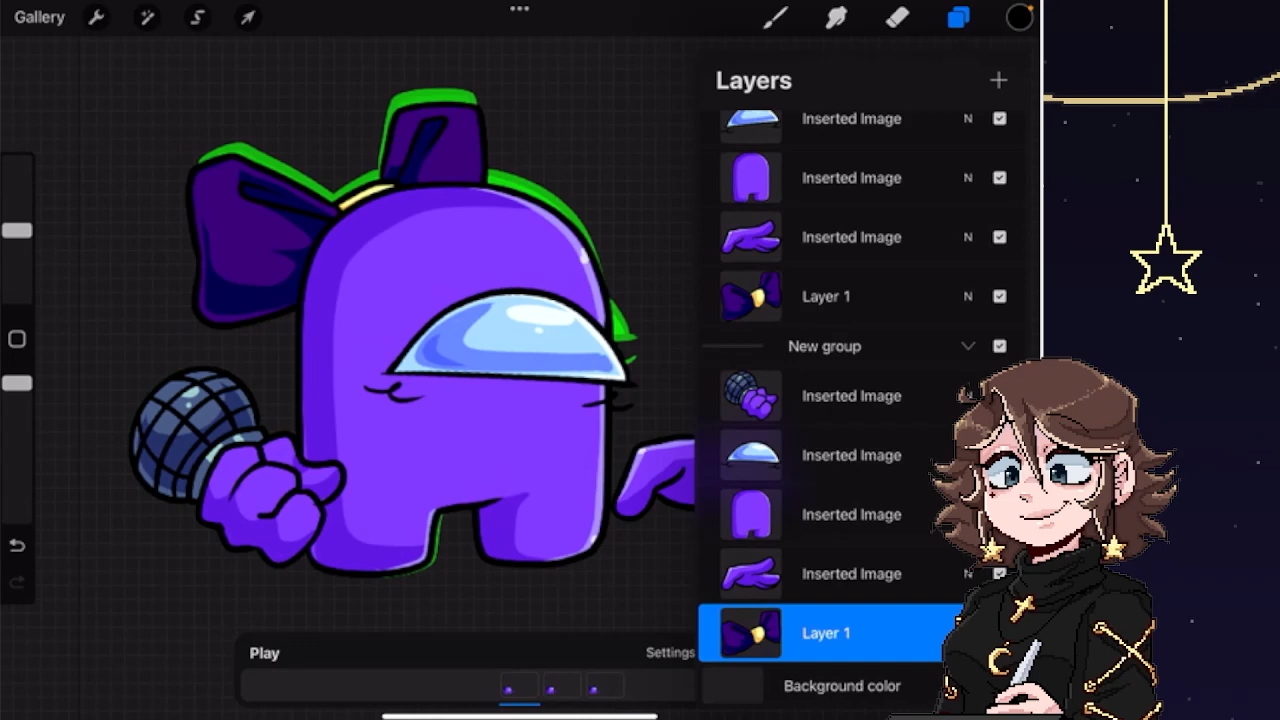 Gallery
Layers
Inserted Image N
Inserted Image N
Inserted Image N
Layer 1 N
New group
Inserted Image
Inserted Image
Inserted Image
Inserted Image N
Layer 1
Background color
Play Settings